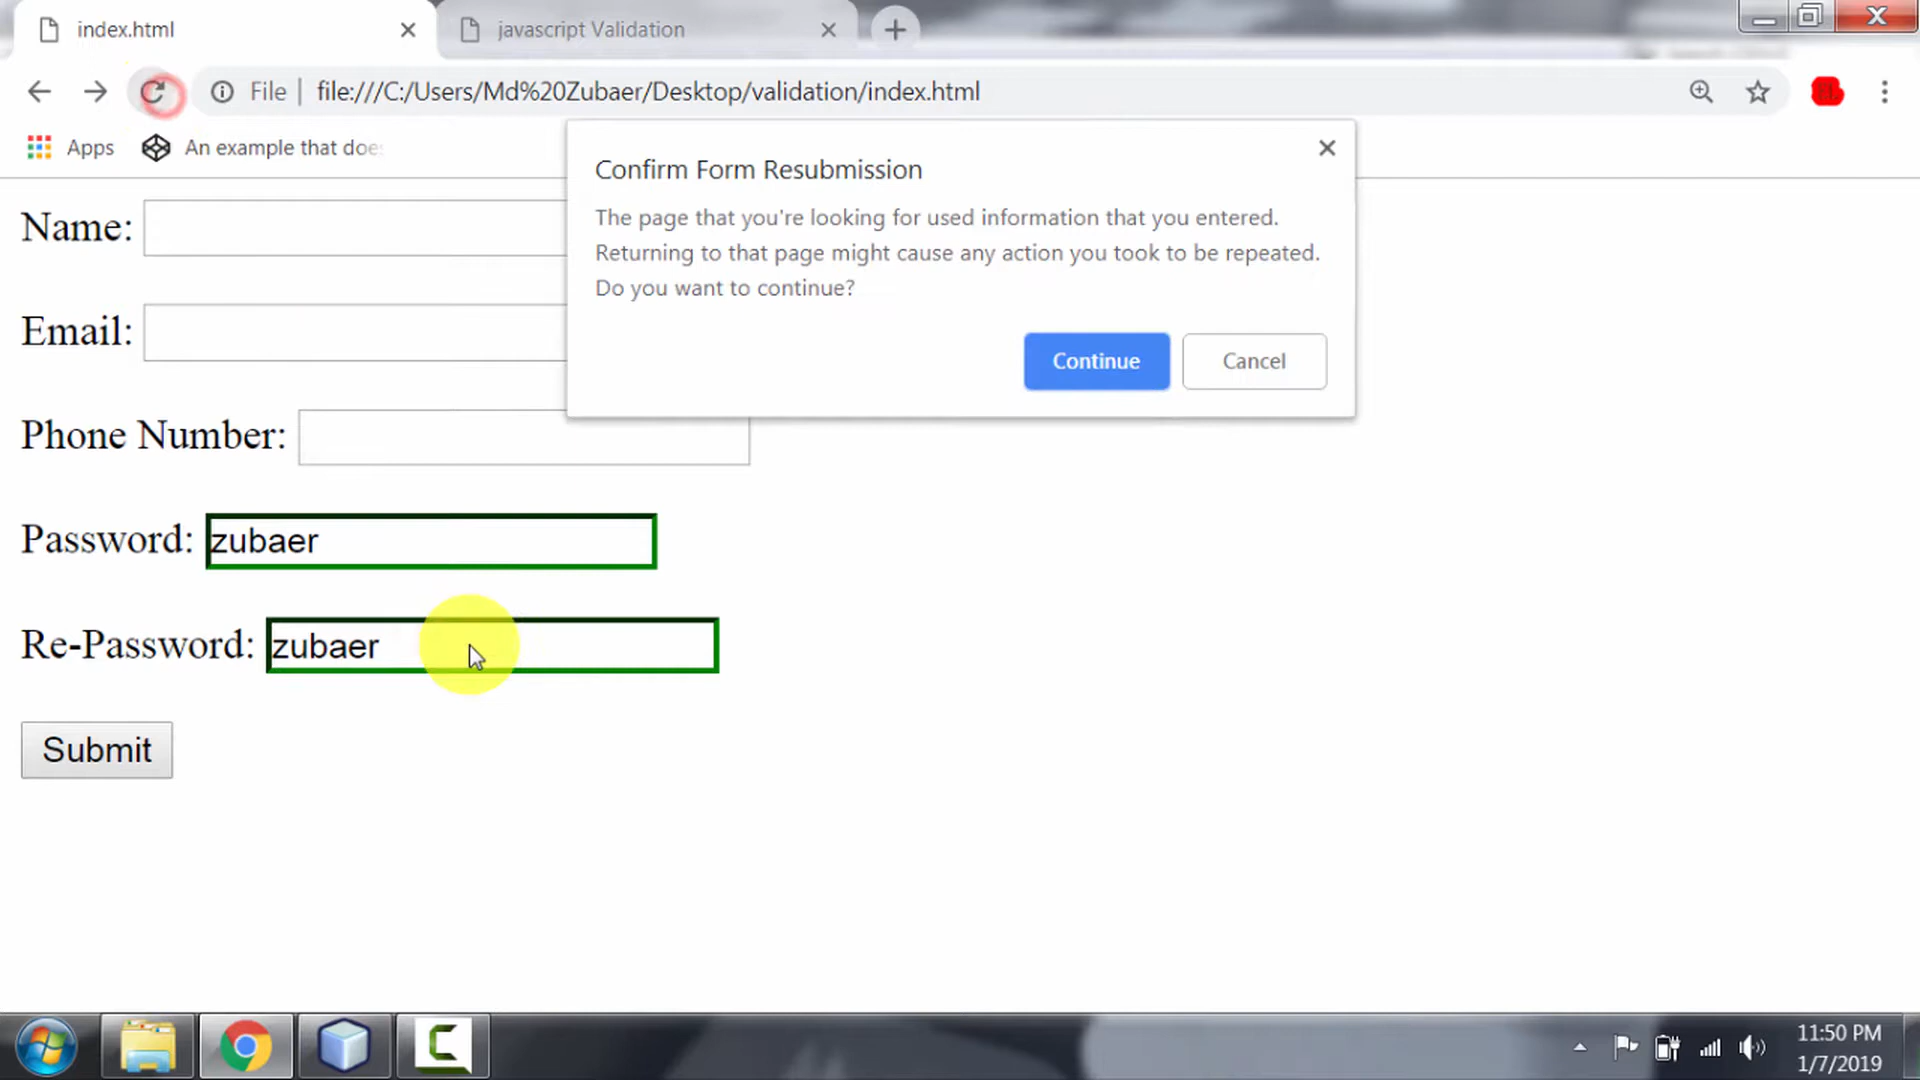 index.html
javascript Validation
File
file:///C:/Users/Md%20Zubaer/Desktop/validation/index.html
Apps
An example that does
Confirm Form Resubmission
The page that you're looking for used information that you entered.
Returning to that page might cause any action you took to be repeated.
Do you want to continue?
Continue
Cancel
Name:
Email:
Phone Number:
Password: zubaer
Re-Password: zubaer
Submit
11:50 PM
1/7/2019